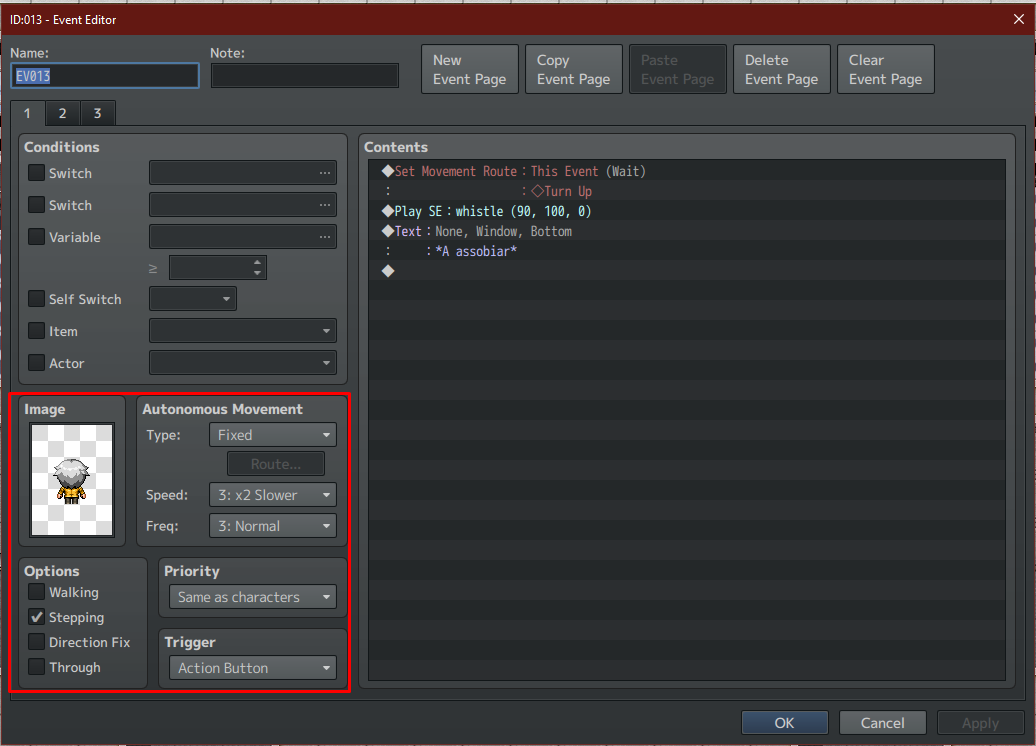 ID:013 - Event Editor
Name:
Note:
EV013
New Event Page
Copy Event Page
Paste Event Page
Delete Event Page
Clear Event Page
1 2 3
Conditions
Switch ...
Switch ...
Variable ...
≥
Self Switch
Item
Actor
Image
Autonomous Movement
Type: Fixed
Route...
Speed: 3: x2 Slower
Freq: 3: Normal
Options
Walking
Stepping
Direction Fix
Through
Priority
Same as characters
Trigger
Action Button
Contents
◆Set Movement Route : This Event (Wait)
: : ◇Turn Up
◆Play SE : whistle (90, 100, 0)
◆Text : None, Window, Bottom
: : *A assobiar*
◆
OK
Cancel
Apply